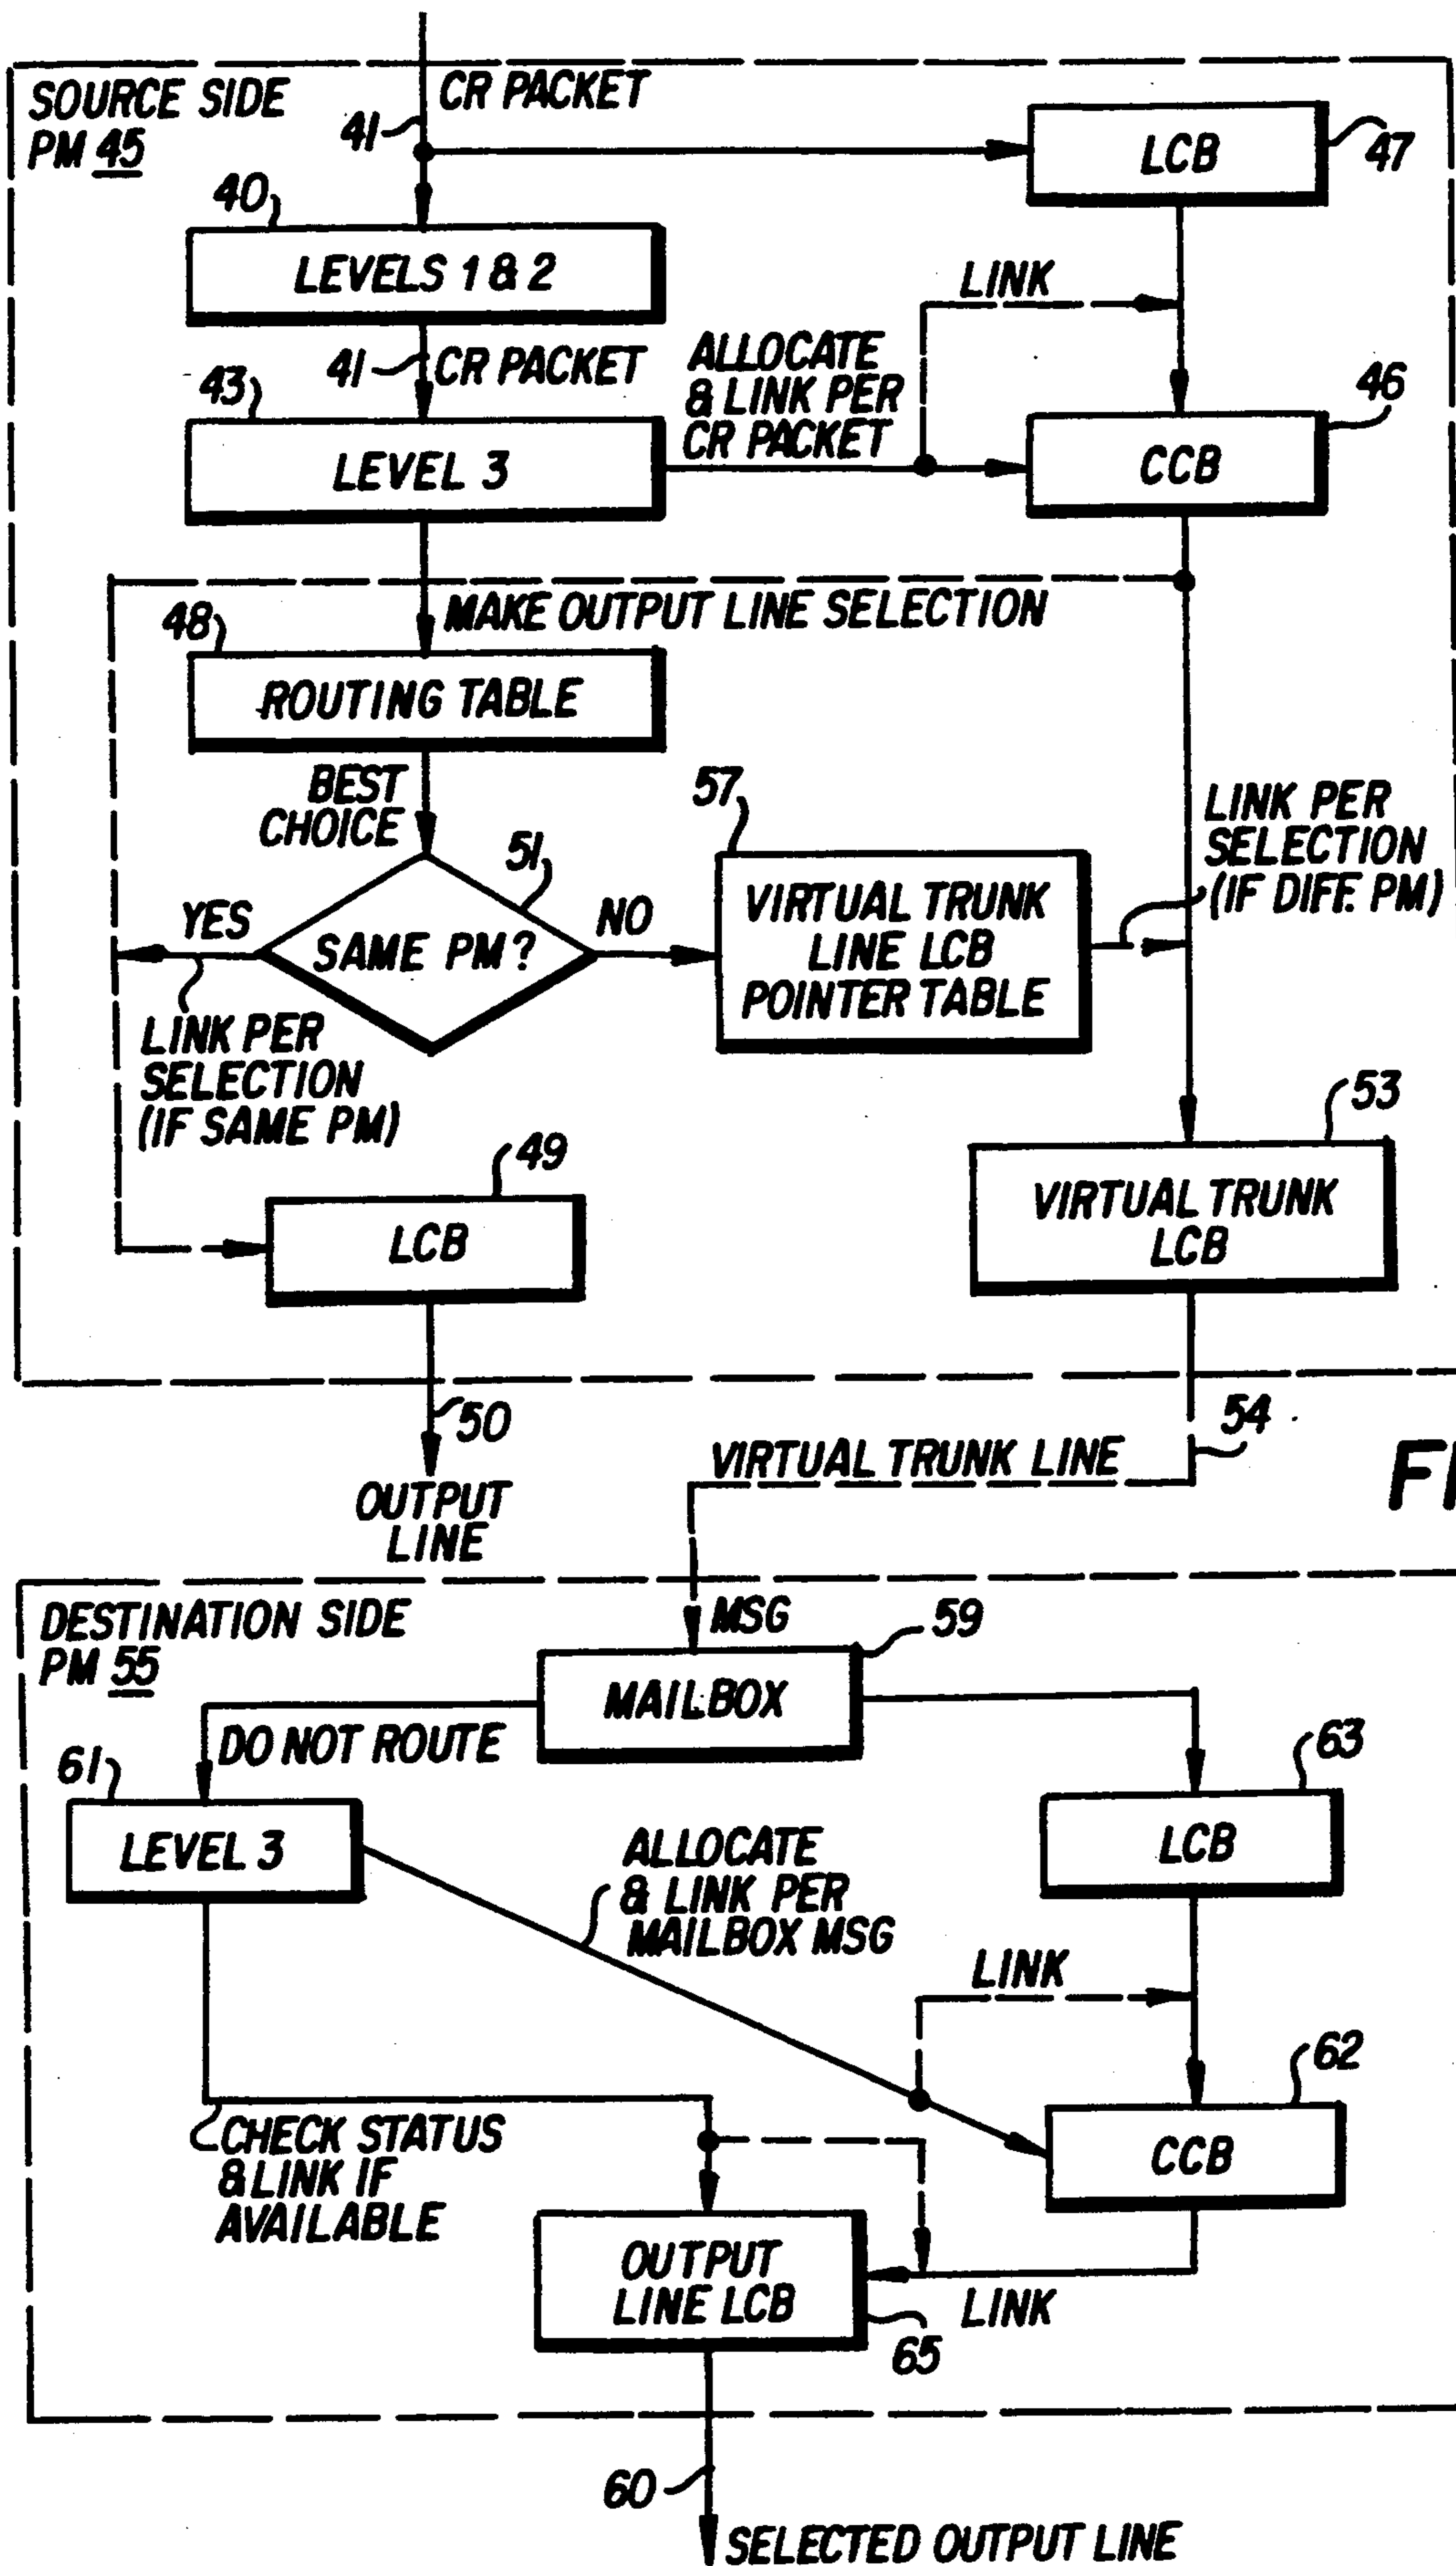 CR PACKET
SOURCE SIDE
PM 45
41
LCB
47
40
LEVELS 1 & 2
LINK
41
CR PACKET
ALLOCATE
& LINK PER
CR PACKET
43
46
LEVEL 3
CCB
MAKE OUTPUT LINE SELECTION
48
ROUTING TABLE
BEST
CHOICE
57
LINK PER
SELECTION
(IF DIFF. PM)
51
YES
SAME PM?
NO
VIRTUAL TRUNK
LINE LCB
POINTER TABLE
LINK PER
SELECTION
(IF SAME PM)
53
49
LCB
VIRTUAL TRUNK
LCB
50
54
VIRTUAL TRUNK LINE
OUTPUT
LINE
DESTINATION SIDE
PM 55
MSG
59
MAILBOX
DO NOT ROUTE
61
63
LEVEL 3
LCB
ALLOCATE
& LINK PER
MAILBOX MSG
LINK
62
CHECK STATUS
& LINK IF
AVAILABLE
CCB
OUTPUT
LINE LCB
LINK
65
60
SELECTED OUTPUT LINE